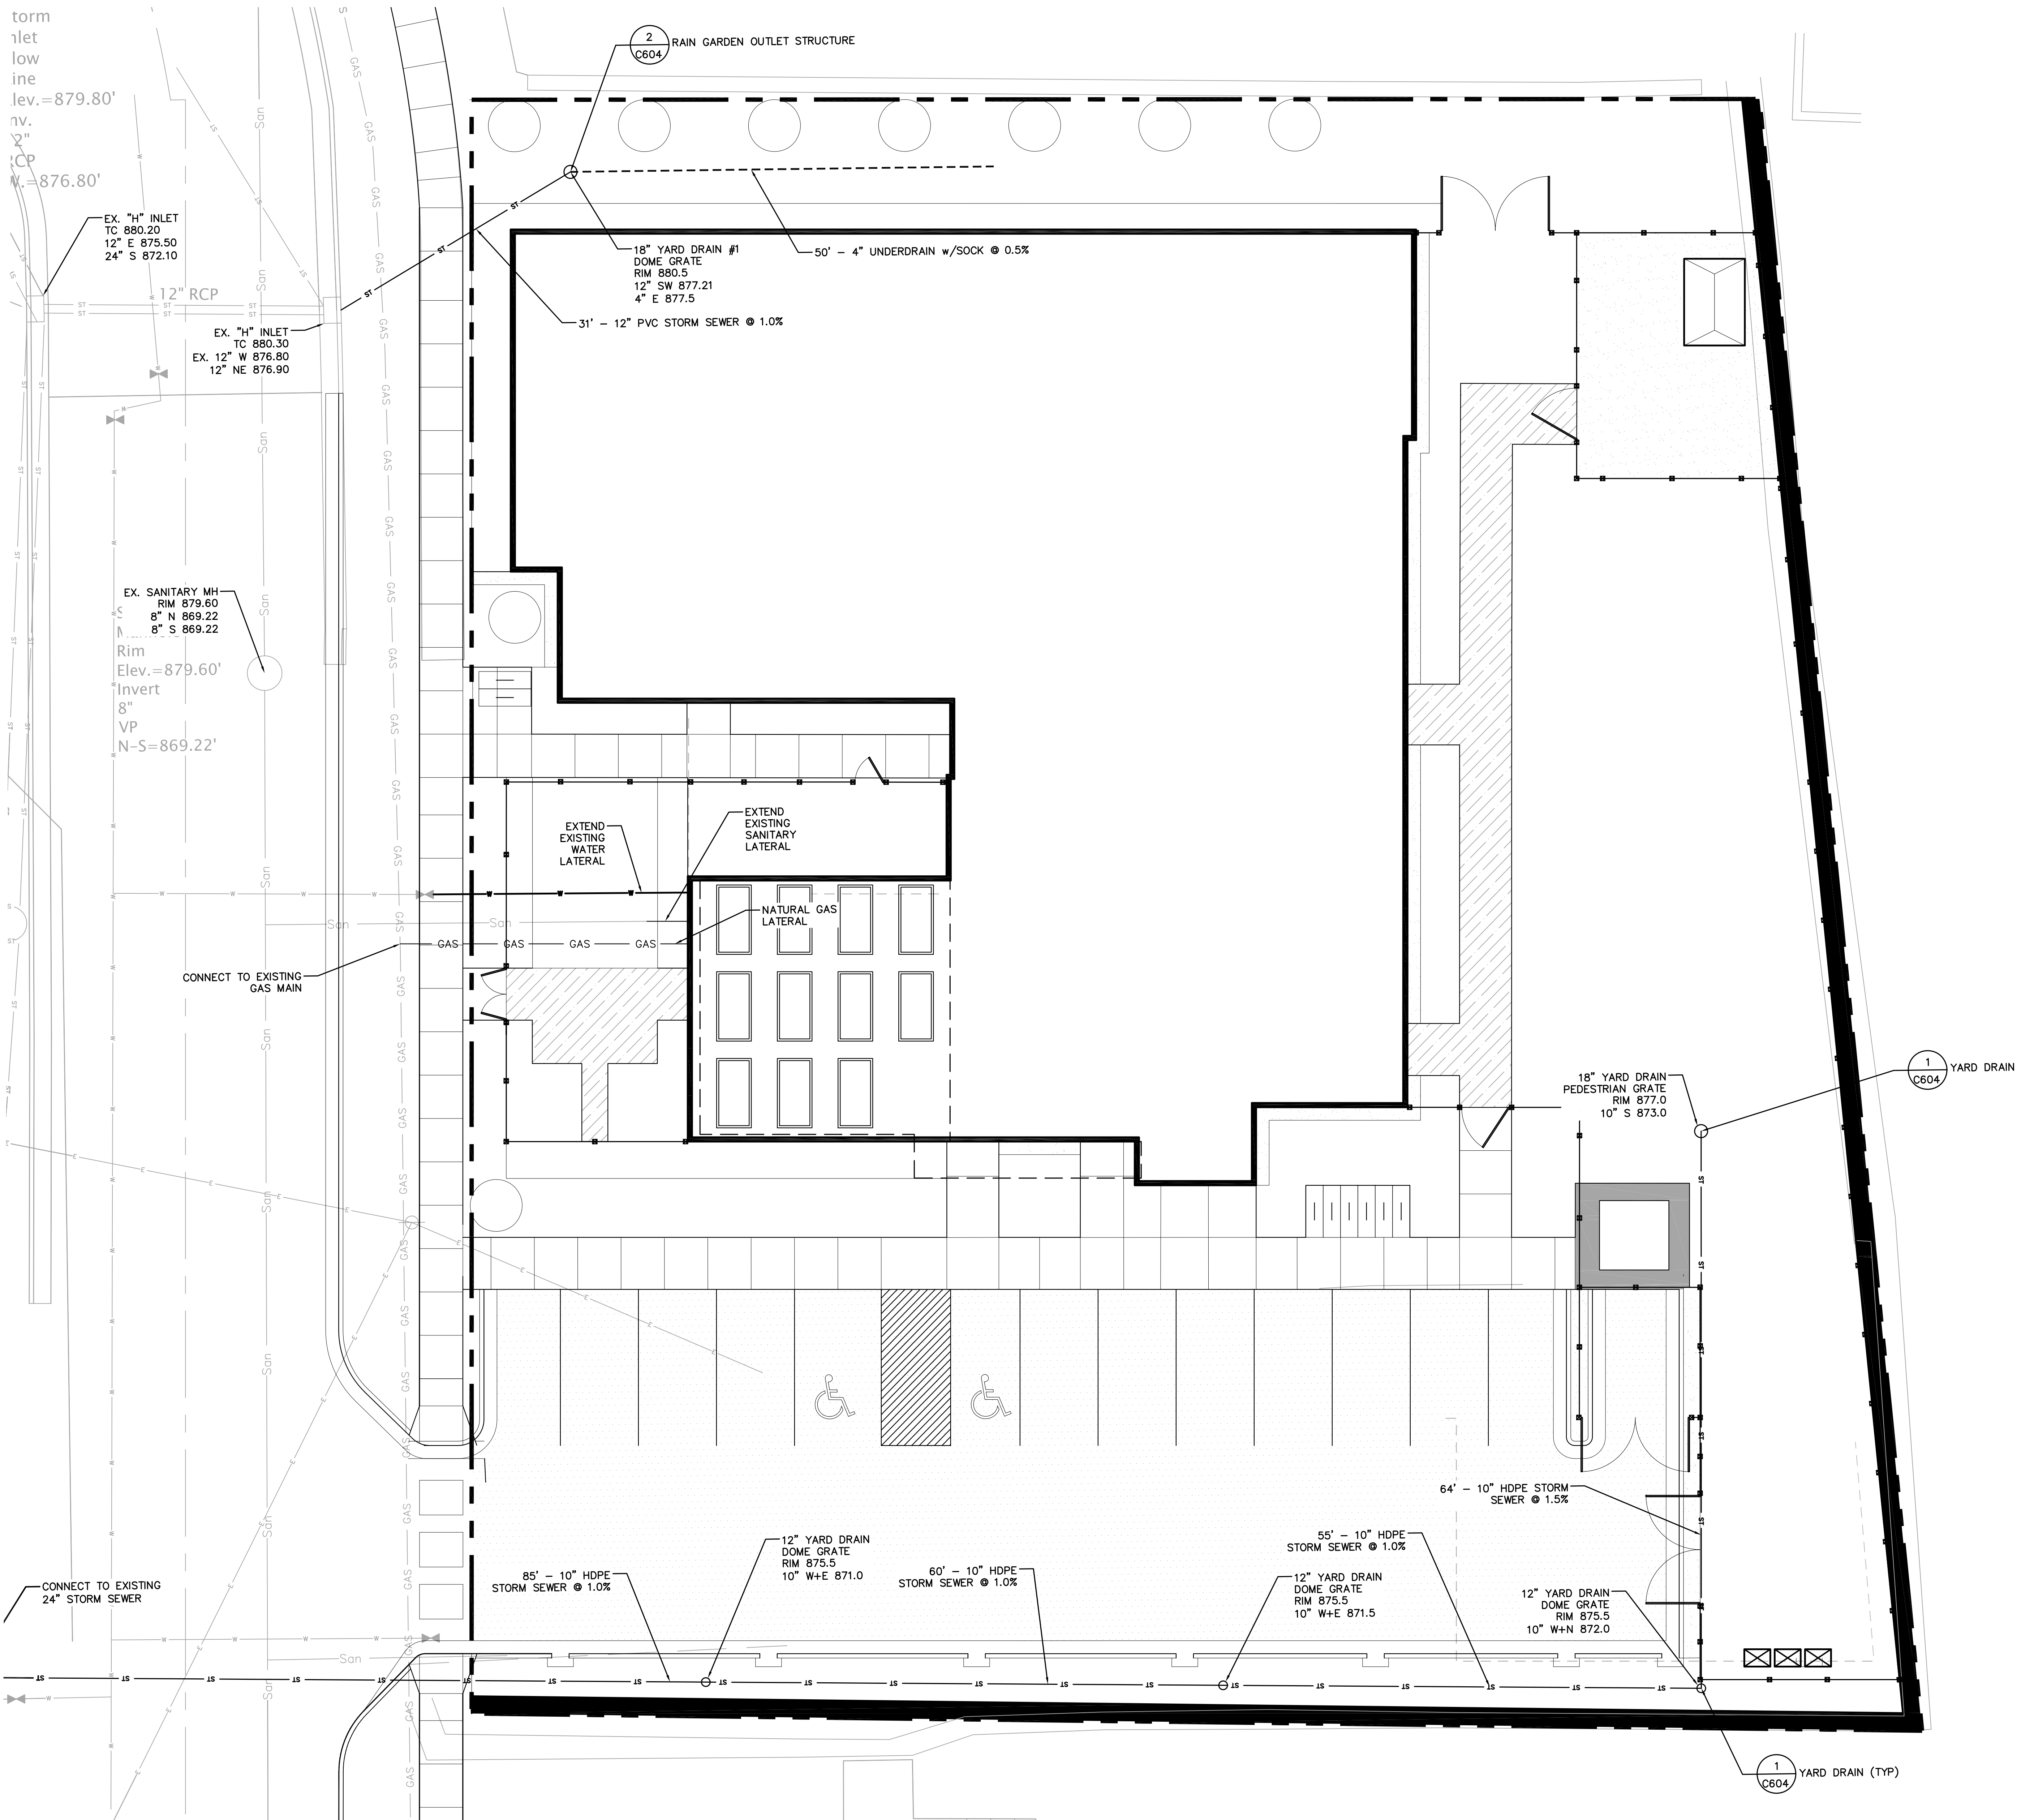 2
C604
RAIN GARDEN OUTLET STRUCTURE
torm
nlet
low
ine
lev.=879.80'
nv.
2"
CP
W.=876.80'
EX. "H" INLET
TC 880.20
12" E 875.50
24" S 872.10
12" RCP
EX. "H" INLET
TC 880.30
EX. 12" W 876.80
12" NE 876.90
18" YARD DRAIN #1
DOME GRATE
RIM 880.5
12" SW 877.21
4" E 877.5
50' - 4" UNDERDRAIN w/SOCK @ 0.5%
31' - 12" PVC STORM SEWER @ 1.0%
EX. SANITARY MH
RIM 879.60
8" N 869.22
8" S 869.22
Rim
Elev.=879.60'
Invert
8"
VP
N-S=869.22'
EXTEND
EXISTING
WATER
LATERAL
EXTEND
EXISTING
SANITARY
LATERAL
NATURAL GAS
LATERAL
GAS GAS GAS GAS
San San
CONNECT TO EXISTING
GAS MAIN
18" YARD DRAIN
PEDESTRIAN GRATE
RIM 877.0
10" S 873.0
1
C604
YARD DRAIN
64' - 10" HDPE STORM
SEWER @ 1.5%
12" YARD DRAIN
DOME GRATE
RIM 875.5
10" W+E 871.0
85' - 10" HDPE
STORM SEWER @ 1.0%
60' - 10" HDPE
STORM SEWER @ 1.0%
55' - 10" HDPE
STORM SEWER @ 1.0%
12" YARD DRAIN
DOME GRATE
RIM 875.5
10" W+E 871.5
12" YARD DRAIN
DOME GRATE
RIM 875.5
10" W+N 872.0
CONNECT TO EXISTING
24" STORM SEWER
San
1
C604
YARD DRAIN (TYP)